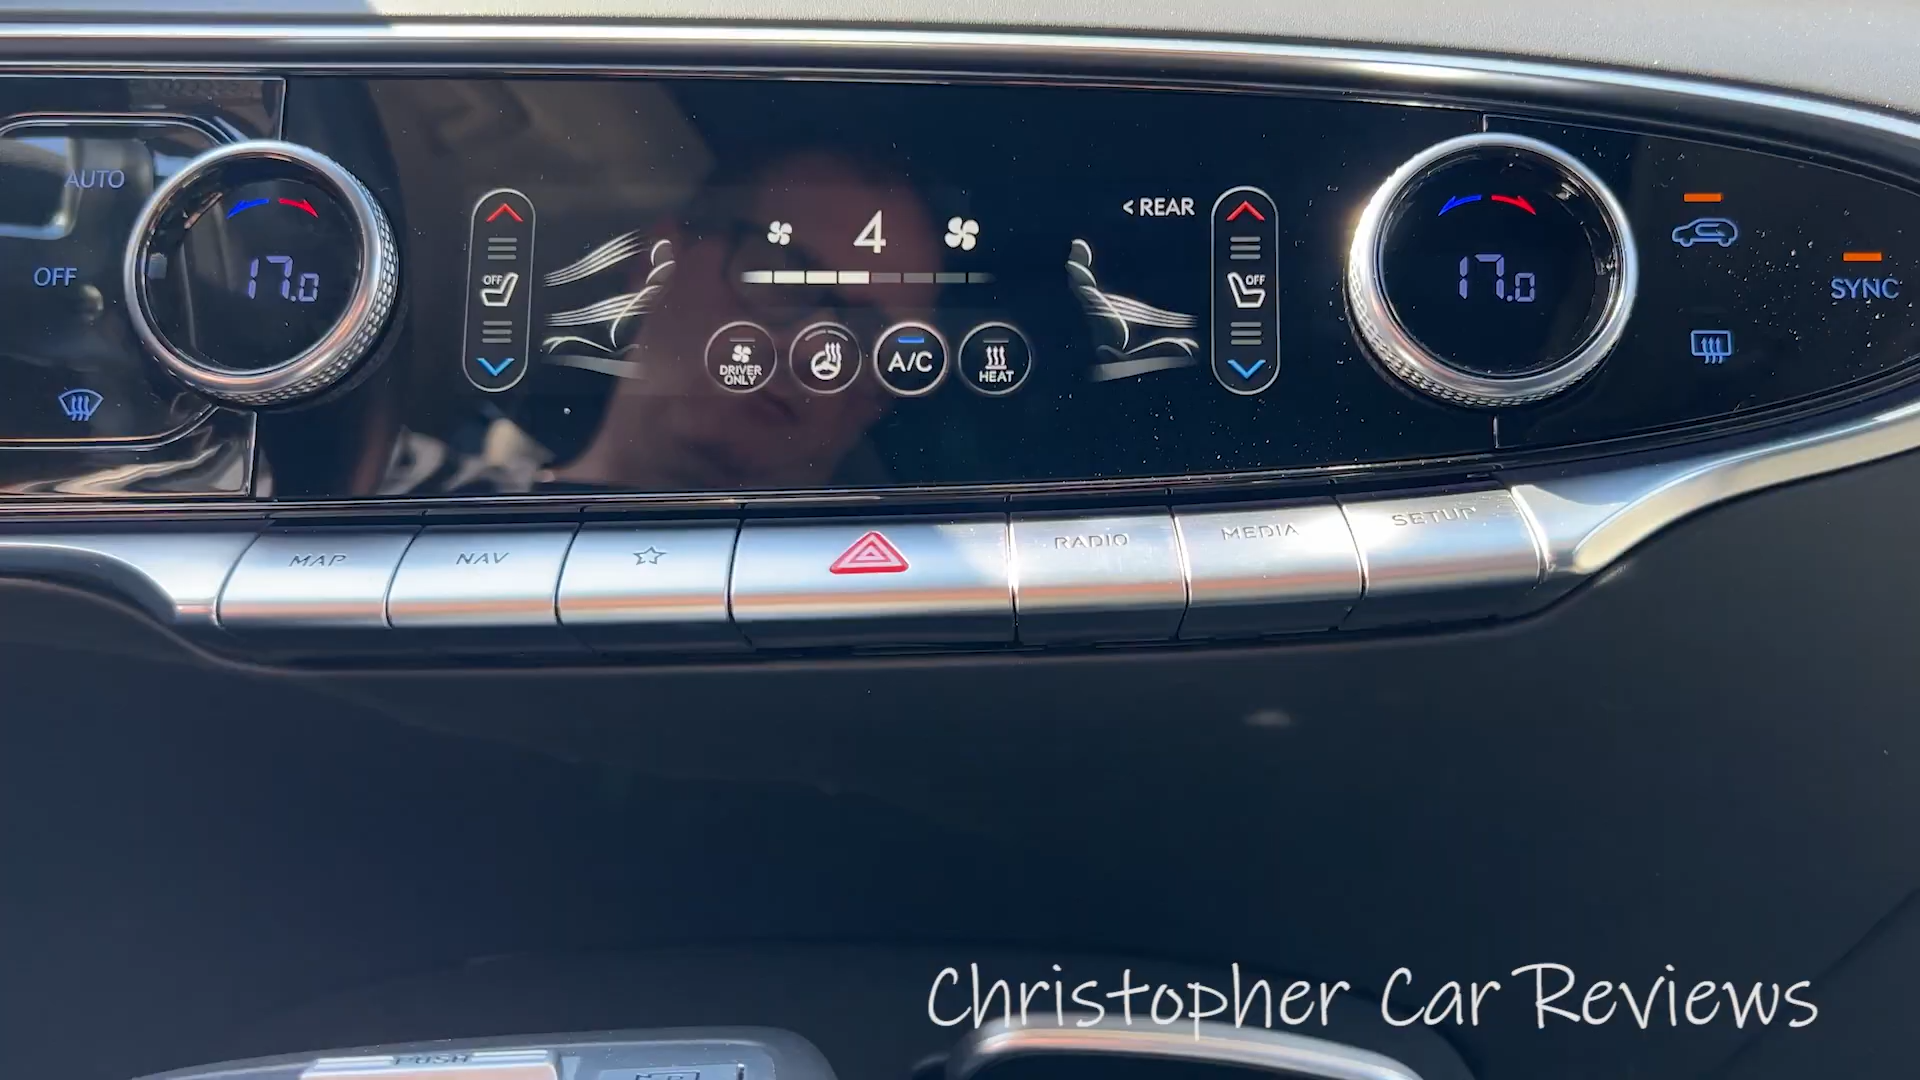 AUTO
OFF
17.0
OFF
4
DRIVER
ONLY
A/C
HEAT
< REAR
OFF
17.0
SYNC
MAP
NAV
RADIO
MEDIA
SETUP
PUSH
Christopher Car Reviews